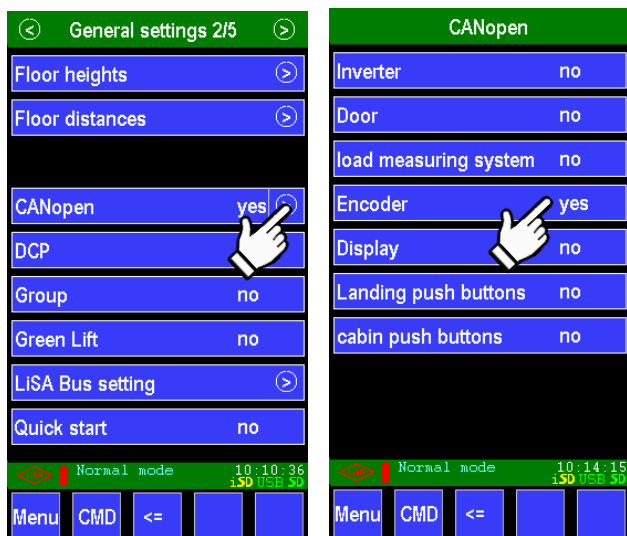 General settings 2/5
Floor heights
Floor distances
CANopen yes
DCP
Group no
Green Lift no
LiSA Bus setting
Quick start no
Normal mode 10:10:36
iSD USB SD
Menu CMD <=
CANopen
Inverter no
Door no
load measuring system no
Encoder yes
Display no
Landing push buttons no
cabin push buttons no
Normal mode 10:14:15
iSD USB SD
Menu CMD <=